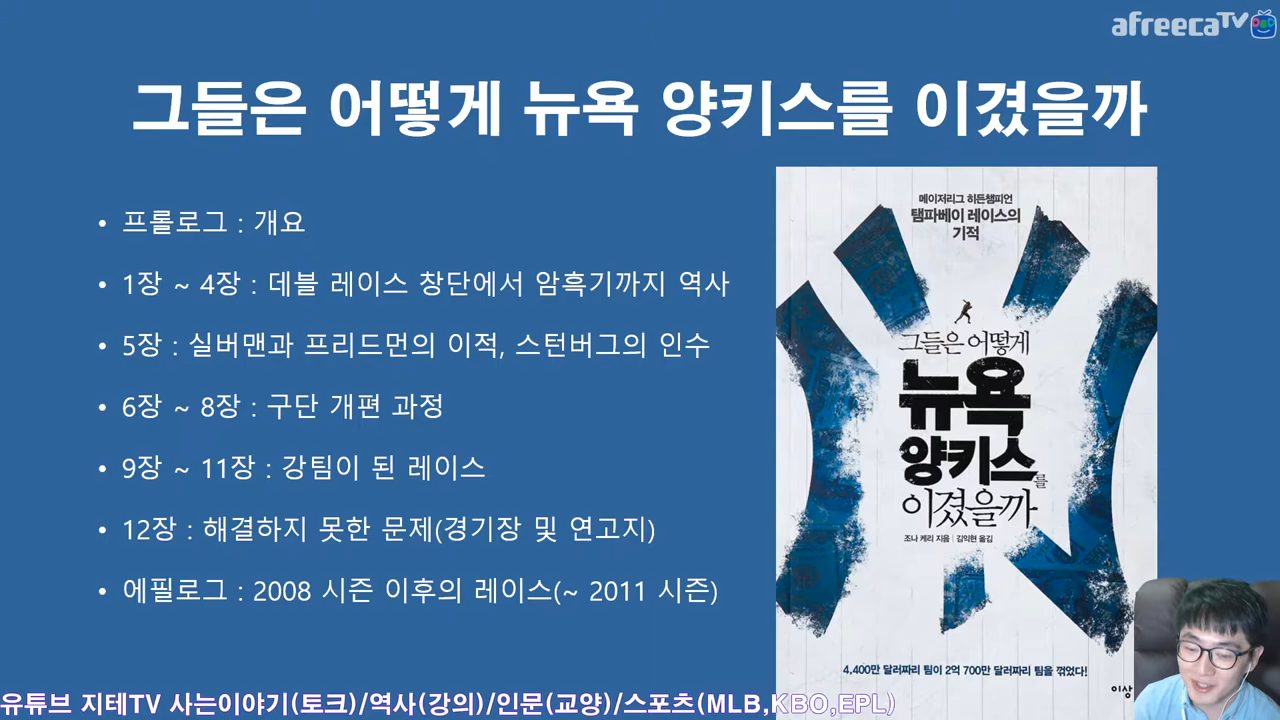 afreecaTV
그들은 어떻게 뉴욕 양키스를 이겼을까
• 프롤로그 : 개요
• 1장 ~ 4장 : 데블 레이스 창단에서 암흑기까지 역사
• 5장 : 실버맨과 프리드먼의 이적, 스턴버그의 인수
• 6장 ~ 8장 : 구단 개편 과정
• 9장 ~ 11장 : 강팀이 된 레이스
• 12장 : 해결하지 못한 문제(경기장 및 연고지)
• 에필로그 : 2008 시즌 이후의 레이스(~ 2011 시즌)
메이저리그 히든챔피언
탬파베이 레이스의
기적
그들은 어떻게
뉴욕
양키스를
이겼을까
조나 케리 지음 | 김익현 옮김
4,400만 달러짜리 팀이 2억 700만 달러짜리 팀을 꺾었다!
이상
유튜브 지테TV 사는이야기(토크)/역사(강의)/인문(교양)/스포츠(MLB,KBO,EPL)